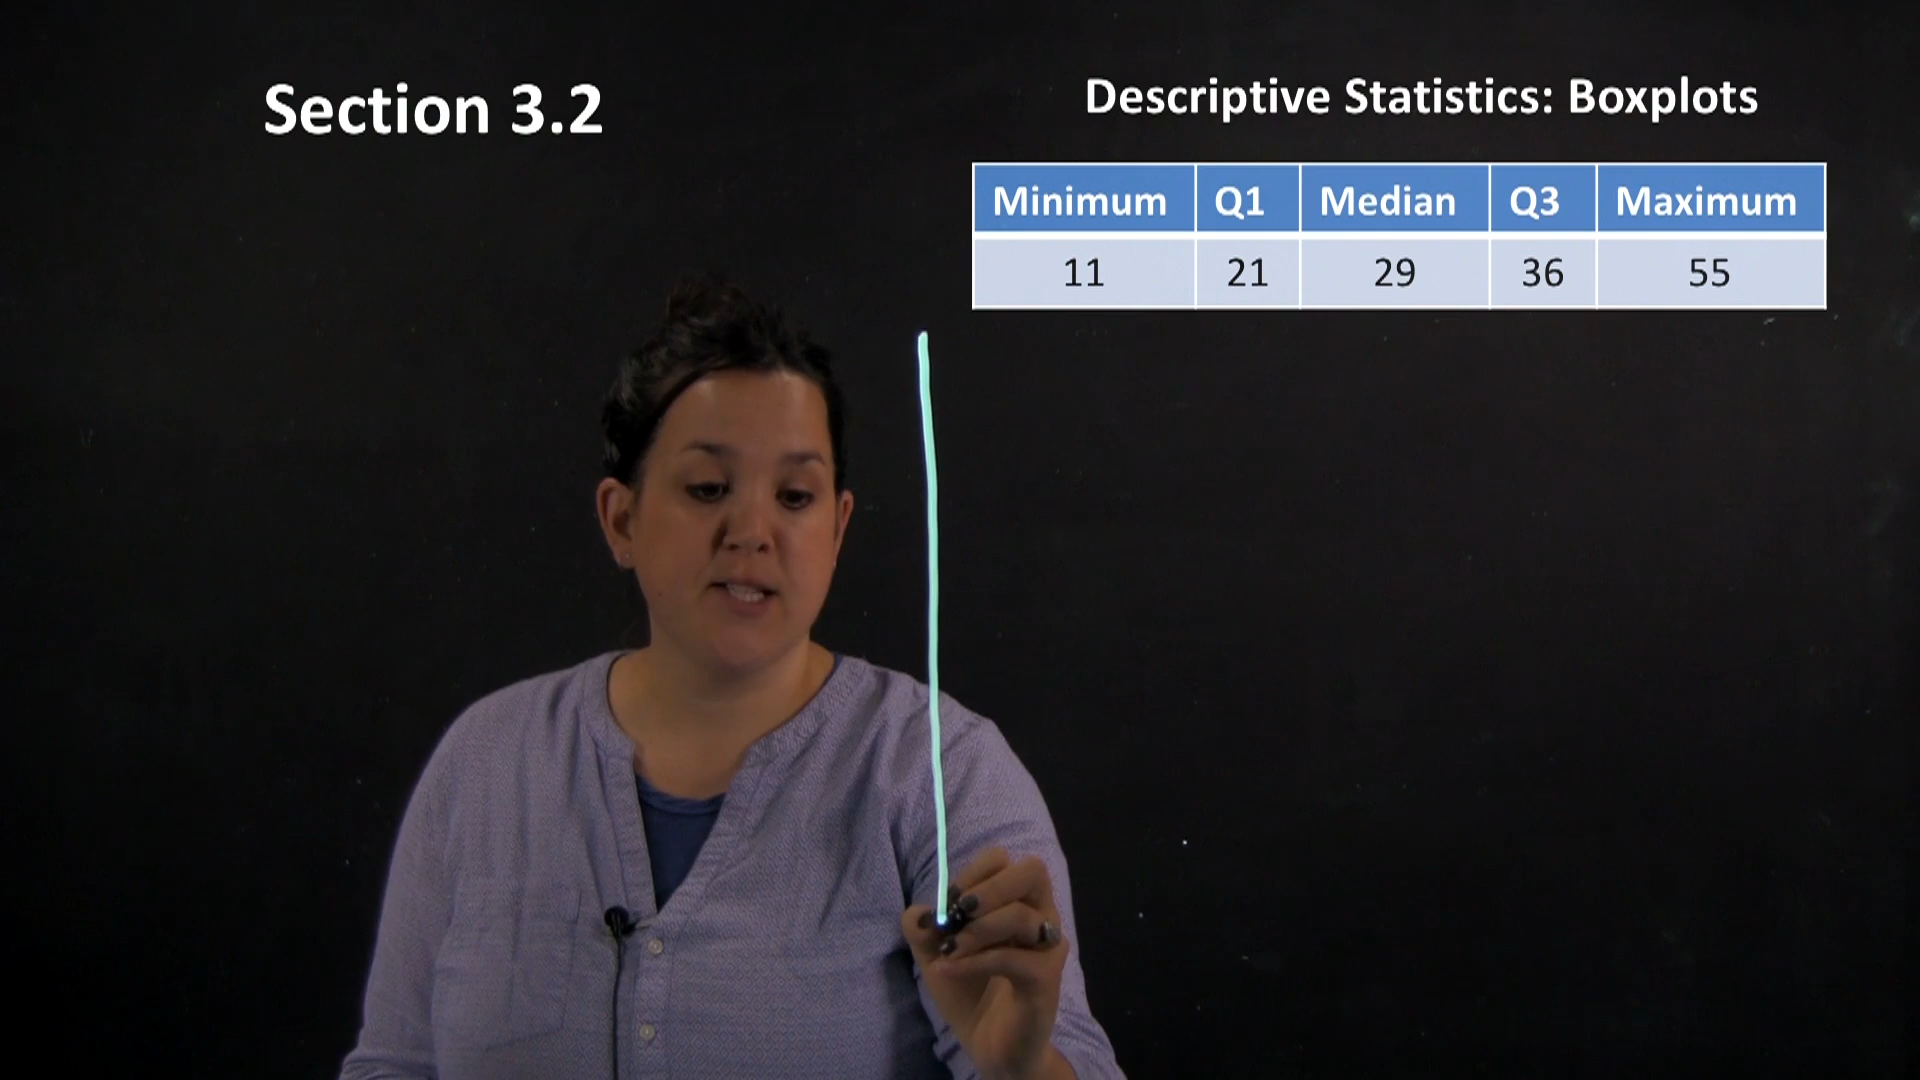 Section 3.2
Descriptive Statistics: Boxplots
Minimum Q1 Median Q3 Maximum
11 21 29 36 55